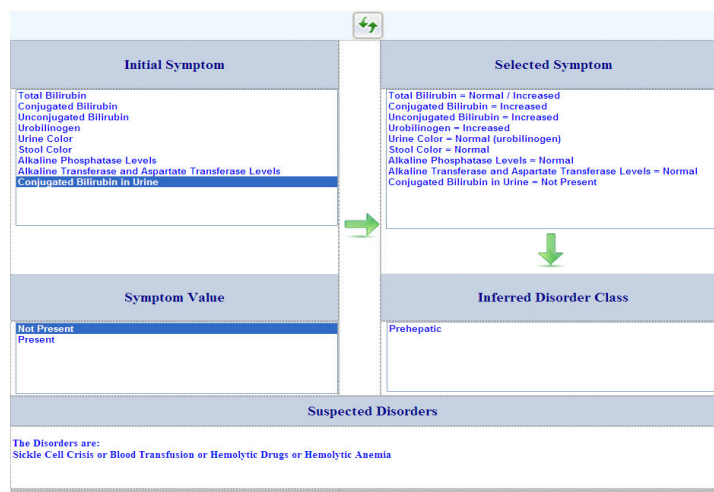 Initial Symptom
Total Bilirubin
Conjugated Bilirubin
Unconjugated Bilirubin
Urobilinogen
Urine Color
Stool Color
Alkaline Phosphatase Levels
Alkaline Transferase and Aspartate Transferase Levels
Conjugated Bilirubin in Urine
Selected Symptom
Total Bilirubin = Normal / Increased
Conjugated Bilirubin = Increased
Unconjugated Bilirubin = Increased
Urobilinogen = Increased
Urine Color = Normal (urobilinogen)
Stool Color = Normal
Alkaline Phosphatase Levels = Normal
Alkaline Transferase and Aspartate Transferase Levels = Normal
Conjugated Bilirubin in Urine = Not Present
Symptom Value
Not Present
Present
Inferred Disorder Class
Prehepatic
Suspected Disorders
The Disorders are:
Sickle Cell Crisis or Blood Transfusion or Hemolytic Drugs or Hemolytic Anemia